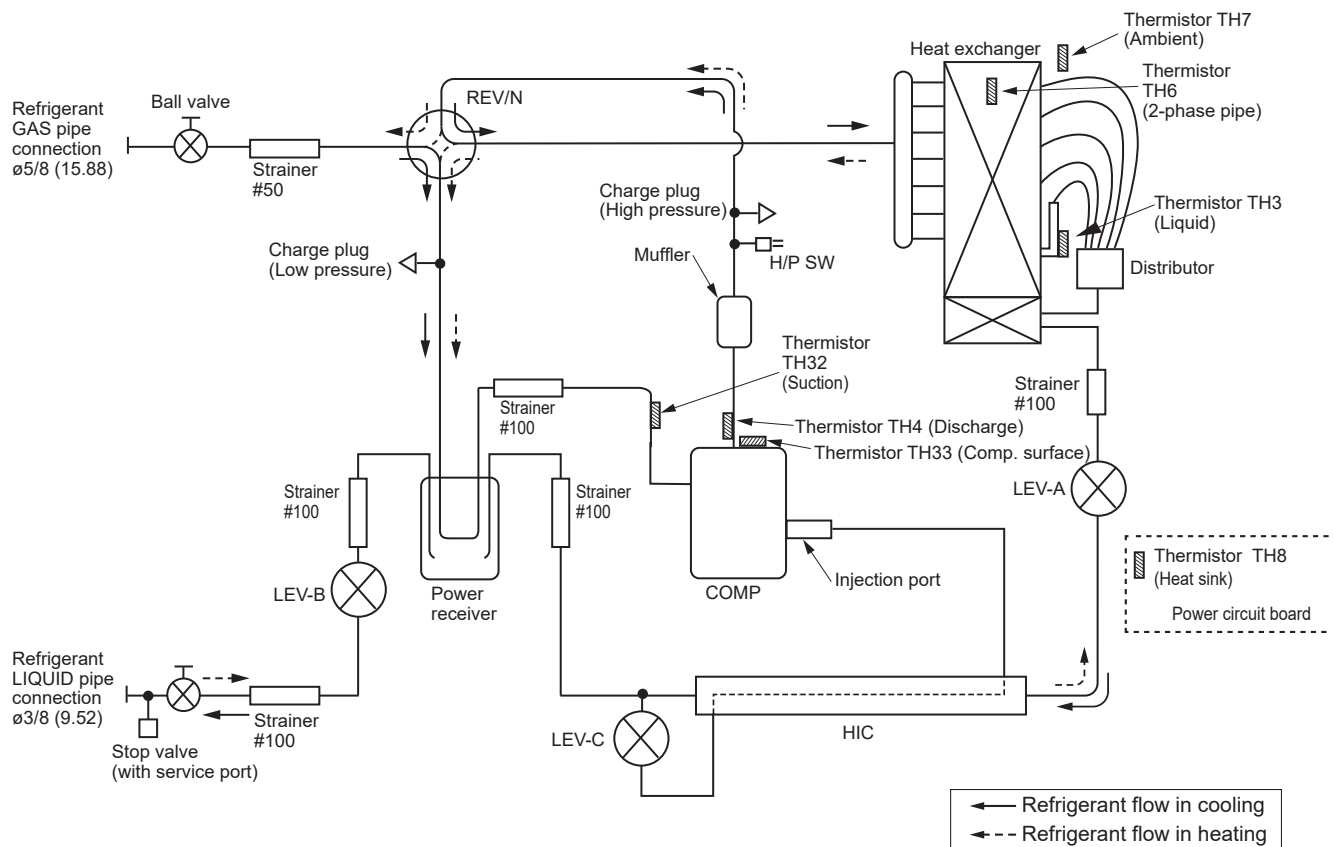 Thermistor TH7
(Ambient)
Heat exchanger
Thermistor
TH6
(2-phase pipe)
Refrigerant
GAS pipe
connection
ø5/8 (15.88)
Ball valve
REV/N
Strainer
#50
Charge plug
(High pressure)
Thermistor TH3
(Liquid)
Charge plug
(Low pressure)
Muffler
H/P SW
Distributor
Thermistor
TH32
(Suction)
Strainer
#100
Strainer
#100
Thermistor TH4 (Discharge)
Thermistor TH33 (Comp. surface)
LEV-A
Strainer
#100
Strainer
#100
Thermistor TH8
(Heat sink)
Power circuit board
LEV-B
Power
receiver
COMP
Injection port
Refrigerant
LIQUID pipe
connection
ø3/8 (9.52)
Strainer
#100
Stop valve
(with service port)
LEV-C
HIC
Refrigerant flow in cooling
Refrigerant flow in heating